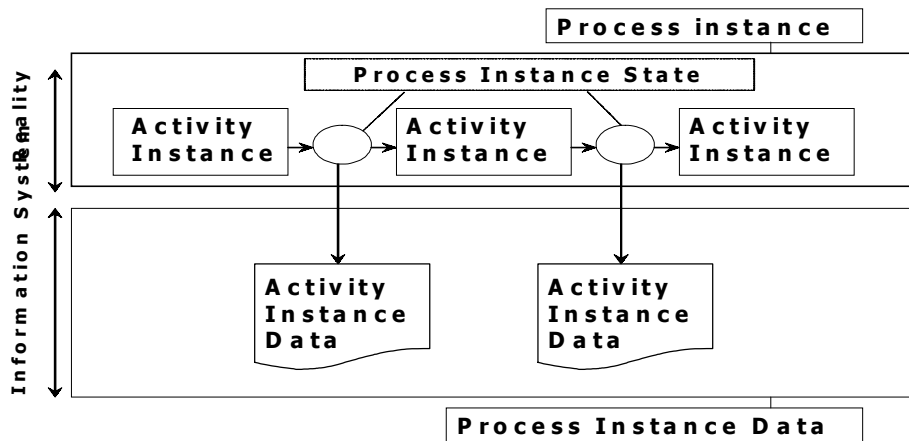 Process instance
Process Instance State
Activity
Instance
Activity
Instance
Activity
Instance
Reality
Information System
Activity
Instance
Data
Activity
Instance
Data
Process Instance Data